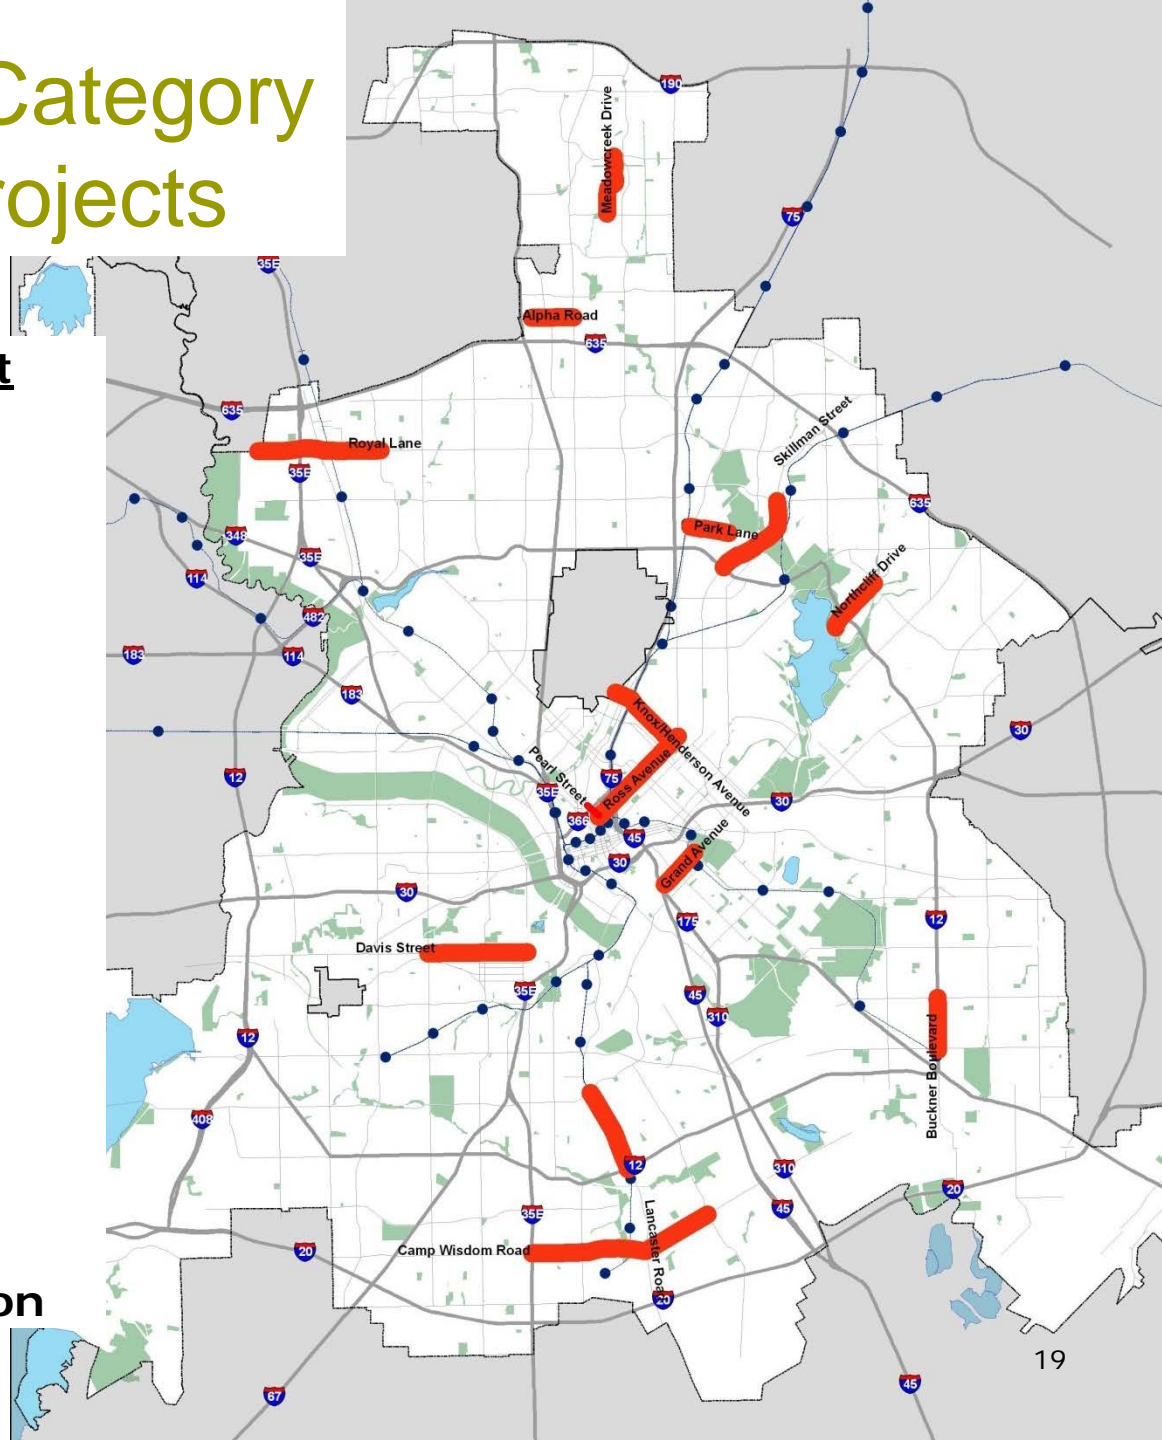 Category
rojects
t
on
190
Meadowcreek Drive
75
35E
Alpha Road
635
635
Royal Lane
35E
Skillman Street
635
348
Park Lane
35E
114
Northcliff Drive
482
183
114
183
Knox/Henderson Avenue
30
Pearl Street
12
75
Ross Avenue
35E
30
366
45
30
Grand Avenue
30
175
12
Davis Street
35E
45
310
12
Buckner Boulevard
408
12
310
20
35E
45
Lancaster Road
Camp Wisdom Road
20
20
19
67
45